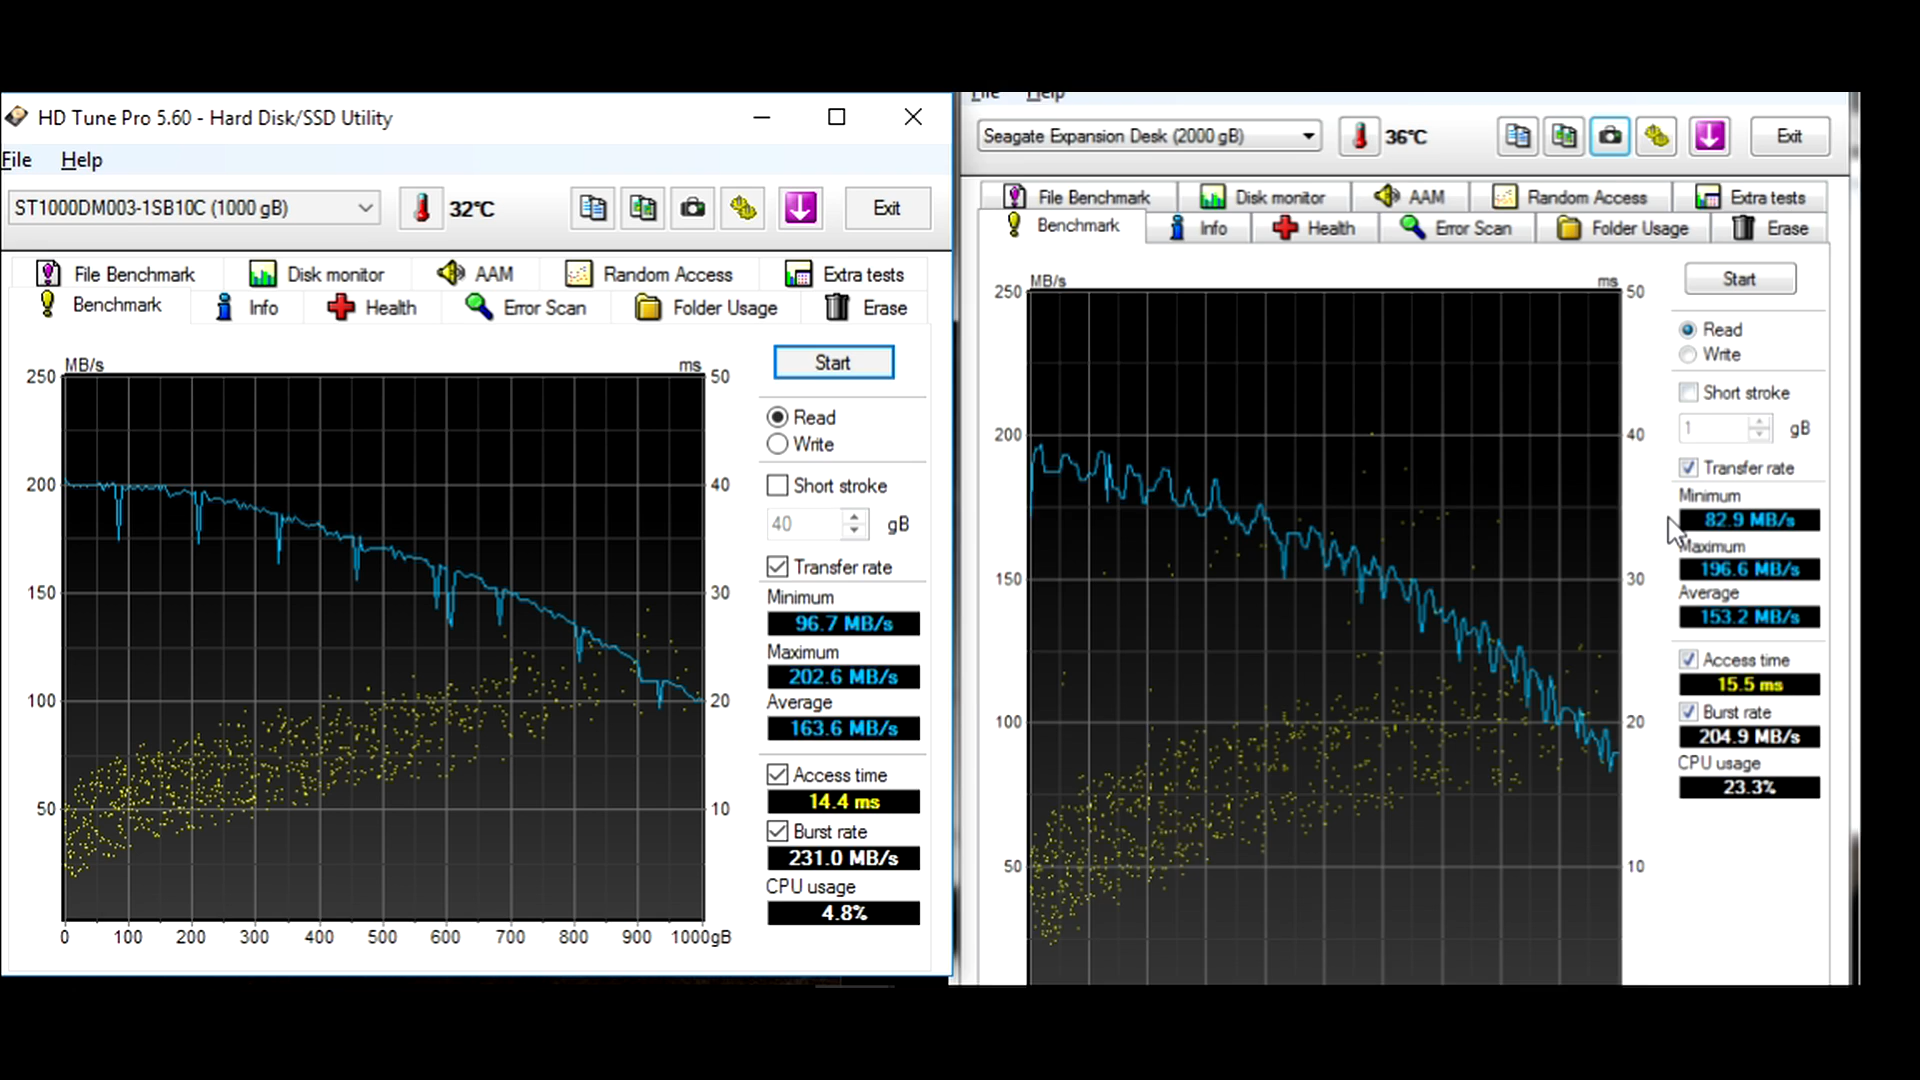 HD Tune Pro 5.60 - Hard Disk/SSD Utility
File Help
ST1000DM003-1SB10C (1000 gB) 32°C Exit
File Benchmark Disk monitor AAM Random Access Extra tests
Benchmark Info Health Error Scan Folder Usage Erase
MB/s ms
Start
250 50
200 40
150 30
100 20
50 10
0 100 200 300 400 500 600 700 800 900 1000gB
Read
Write
Short stroke
40 gB
Transfer rate
Minimum
96.7 MB/s
Maximum
202.6 MB/s
Average
163.6 MB/s
Access time
14.4 ms
Burst rate
231.0 MB/s
CPU usage
4.8%
File Help
Seagate Expansion Desk (2000 gB) 36°C Exit
File Benchmark Disk monitor AAM Random Access Extra tests
Benchmark Info Health Error Scan Folder Usage Erase
MB/s ms
Start
250 50
200 40
150 30
100 20
50 10
Read
Write
Short stroke
1 gB
Transfer rate
Minimum
82.9 MB/s
Maximum
196.6 MB/s
Average
153.2 MB/s
Access time
15.5 ms
Burst rate
204.9 MB/s
CPU usage
23.3%